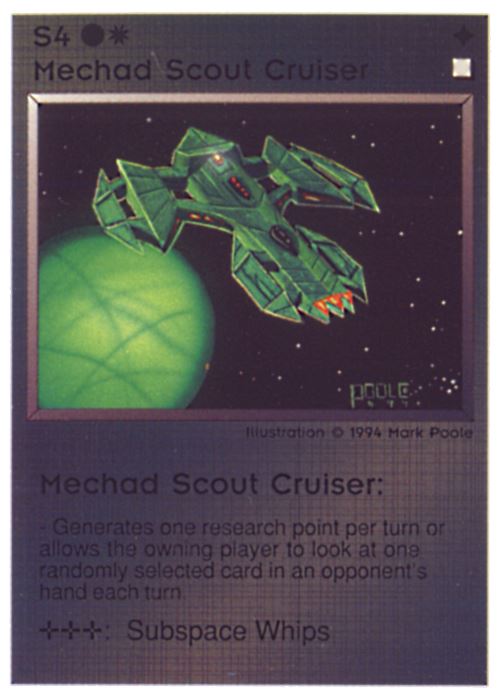 S4
Mechad Scout Cruiser
POOLE
Illustration © 1994 Mark Poole
Mechad Scout Cruiser:
- Generates one research point per turn or
allows the owning player to look at one
randomly selected card in an opponent's
hand each turn.
: Subspace Whips